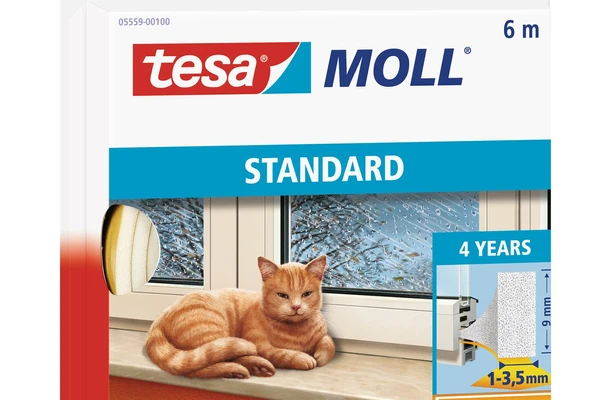 05559-00100
6 m
tesa® MOLL®
STANDARD
4 YEARS
9 mm
1-3,5mm